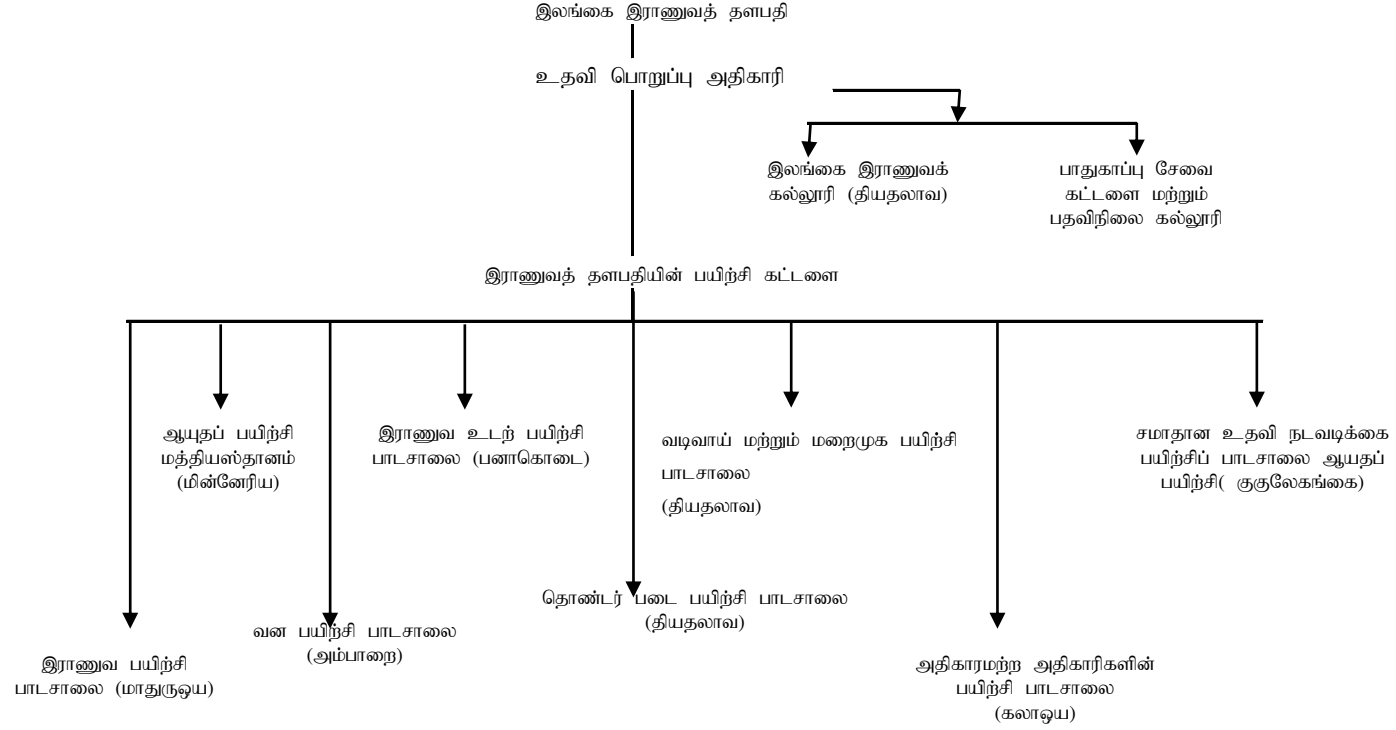 இலங்கை இராணுவத் தளபதி
உதவி பொறுப்பு அதிகாரி
இலங்கை இராணுவக்
கல்லூரி (தியதலாவ)
பாதுகாப்பு சேவை
கட்டளை மற்றும்
பதவிநிலை கல்லூரி
இராணுவத் தளபதியின் பயிற்சி கட்டளை
ஆயுதப் பயிற்சி
மத்தியஸ்தானம்
(மின்னேரிய)
இராணுவ உடற் பயிற்சி
பாடசாலை (பனாகொடை)
வடிவாய் மற்றும் மறைமுக பயிற்சி
பாடசாலை
(தியதலாவ)
சமாதான உதவி நடவடிக்கை
பயிற்சிப் பாடசாலை ஆயதப்
பயிற்சி( குகுலேகங்கை)
இராணுவ பயிற்சி
பாடசாலை (மாதுருஓய)
வன பயிற்சி பாடசாலை
(அம்பாறை)
தொண்டர் படை பயிற்சி பாடசாலை
(தியதலாவ)
அதிகாரமற்ற அதிகாரிகளின்
பயிற்சி பாடசாலை
(கலாஓய)